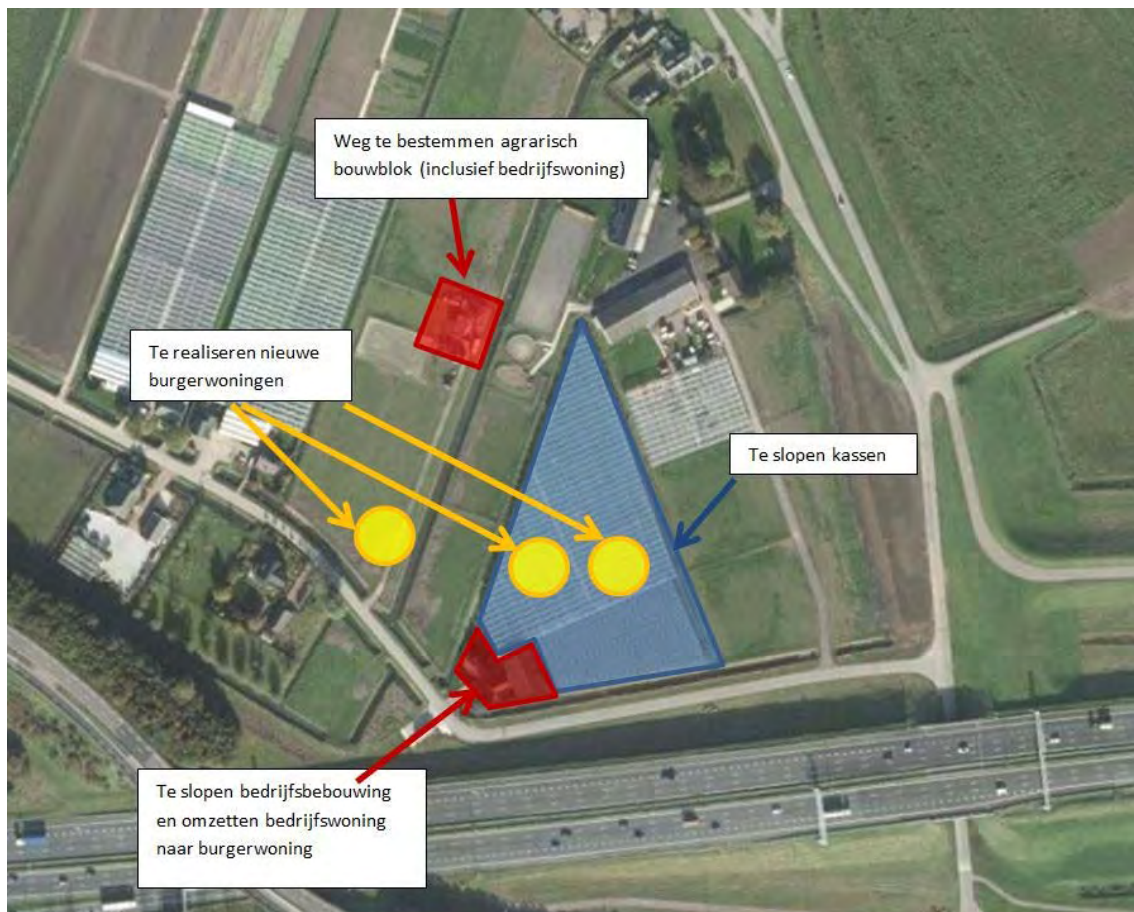 Weg te bestemmen agrarisch
bouwblok (inclusief bedrijfswoning)
Te realiseren nieuwe
burgerwoningen
Te slopen kassen
Te slopen bedrijfsbebouwing
en omzetten bedrijfswoning
naar burgerwoning